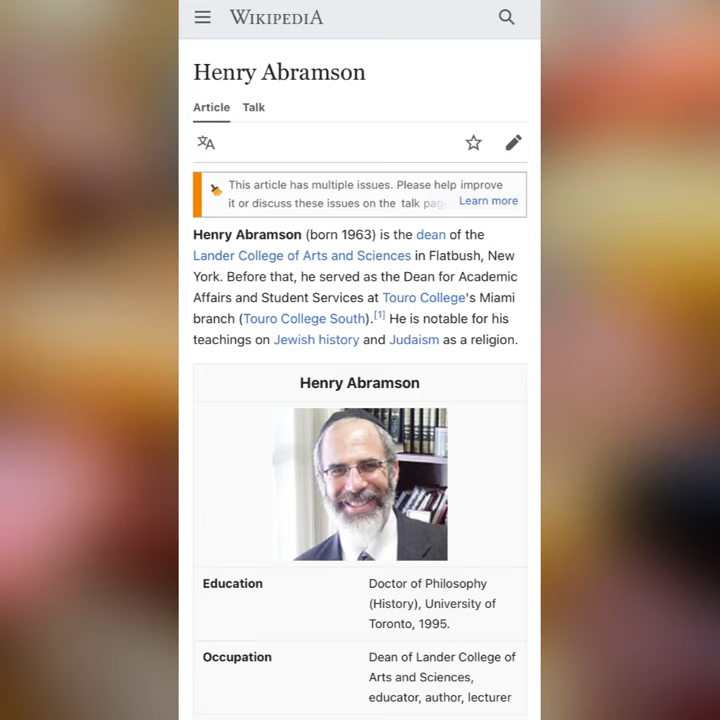 WIKIPEDIA
Henry Abramson
Article Talk
This article has multiple issues. Please help improve
it or discuss these issues on the talk page Learn more
Henry Abramson (born 1963) is the dean of the
Lander College of Arts and Sciences in Flatbush, New
York. Before that, he served as the Dean for Academic
Affairs and Student Services at Touro College's Miami
branch (Touro College South).[1] He is notable for his
teachings on Jewish history and Judaism as a religion.
Henry Abramson
Education
Doctor of Philosophy
(History), University of
Toronto, 1995.
Occupation
Dean of Lander College of
Arts and Sciences,
educator, author, lecturer